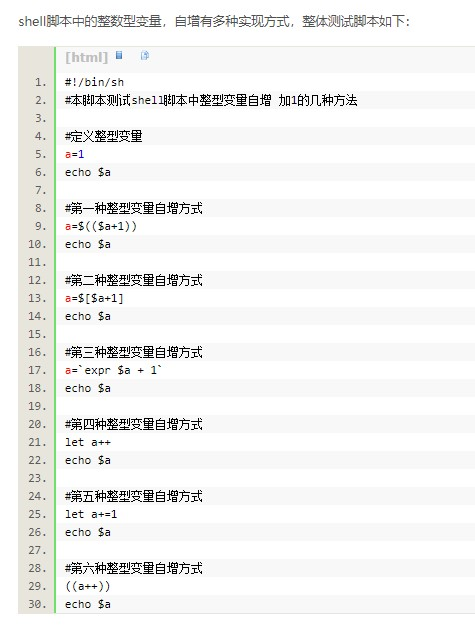 shell脚本中的整数型变量，自增有多种实现方式，整体测试脚本如下：
[html]
1. #!/bin/sh
2. #本脚本测试shell脚本中整型变量自增 加1的几种方法
3.
4. #定义整型变量
5. a=1
6. echo $a
7.
8. #第一种整型变量自增方式
9. a=$(($a+1))
10. echo $a
11.
12. #第二种整型变量自增方式
13. a=$[$a+1]
14. echo $a
15.
16. #第三种整型变量自增方式
17. a=`expr $a + 1`
18. echo $a
19.
20. #第四种整型变量自增方式
21. let a++
22. echo $a
23.
24. #第五种整型变量自增方式
25. let a+=1
26. echo $a
27.
28. #第六种整型变量自增方式
29. ((a++))
30. echo $a